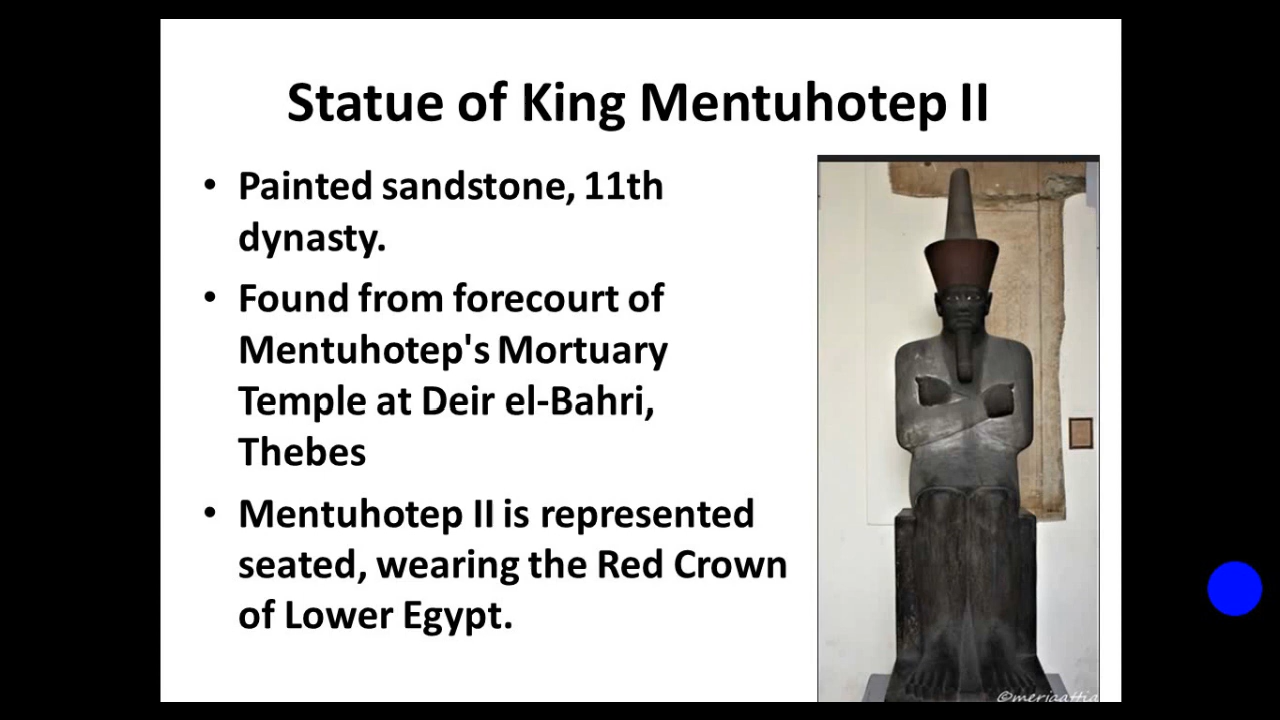 Statue of King Mentuhotep II
• Painted sandstone, 11th
dynasty.
• Found from forecourt of
Mentuhotep's Mortuary
Temple at Deir el-Bahri,
Thebes
• Mentuhotep II is represented
seated, wearing the Red Crown
of Lower Egypt.
©meriaattia